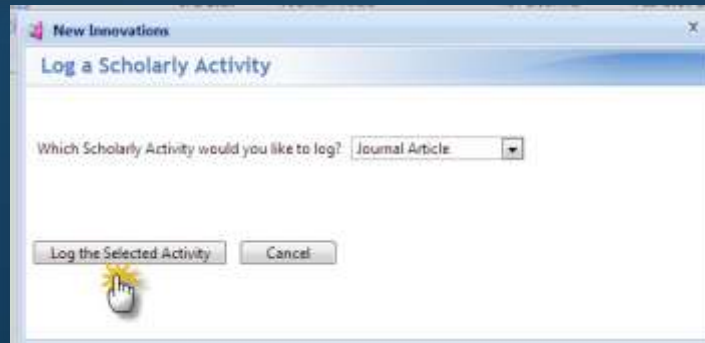 New Innovations
X
Log a Scholarly Activity
Which Scholarly Activity would you like to log? Journal Article
Log the Selected Activity Cancel